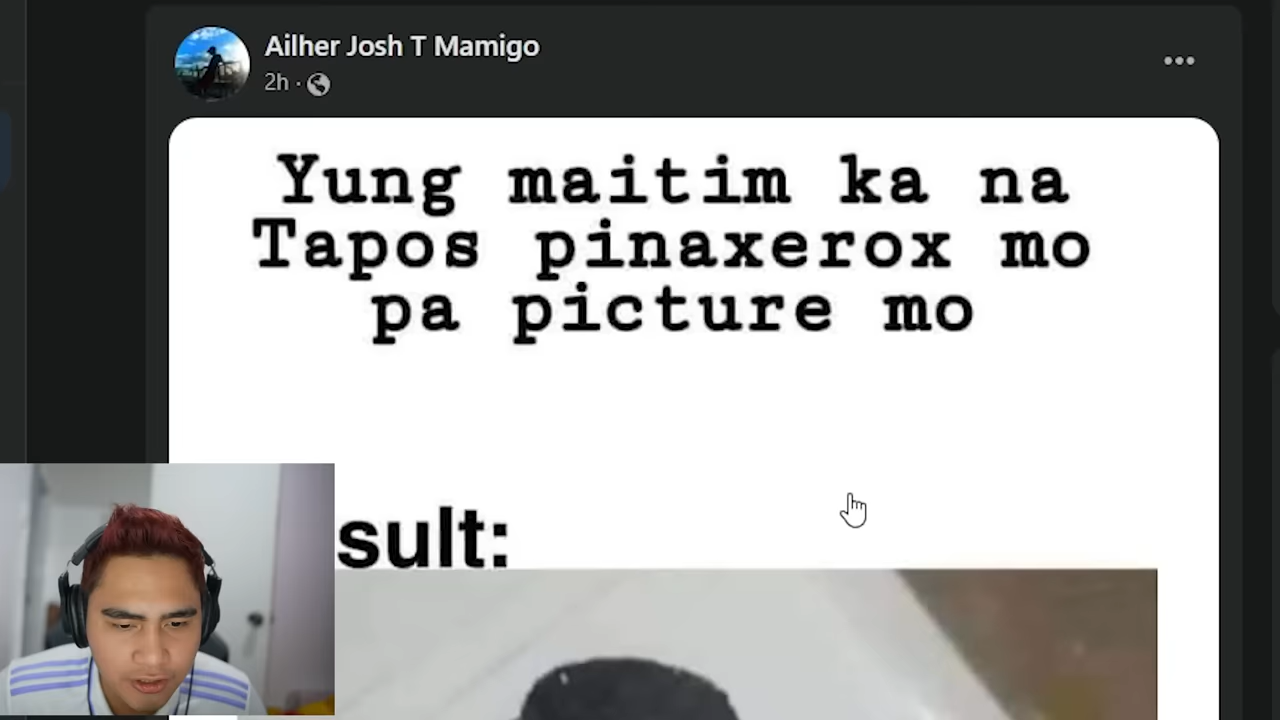 Ailher Josh T Mamigo
2h ·
Yung maitim ka na
Tapos pinaxerox mo
pa picture mo
sult: